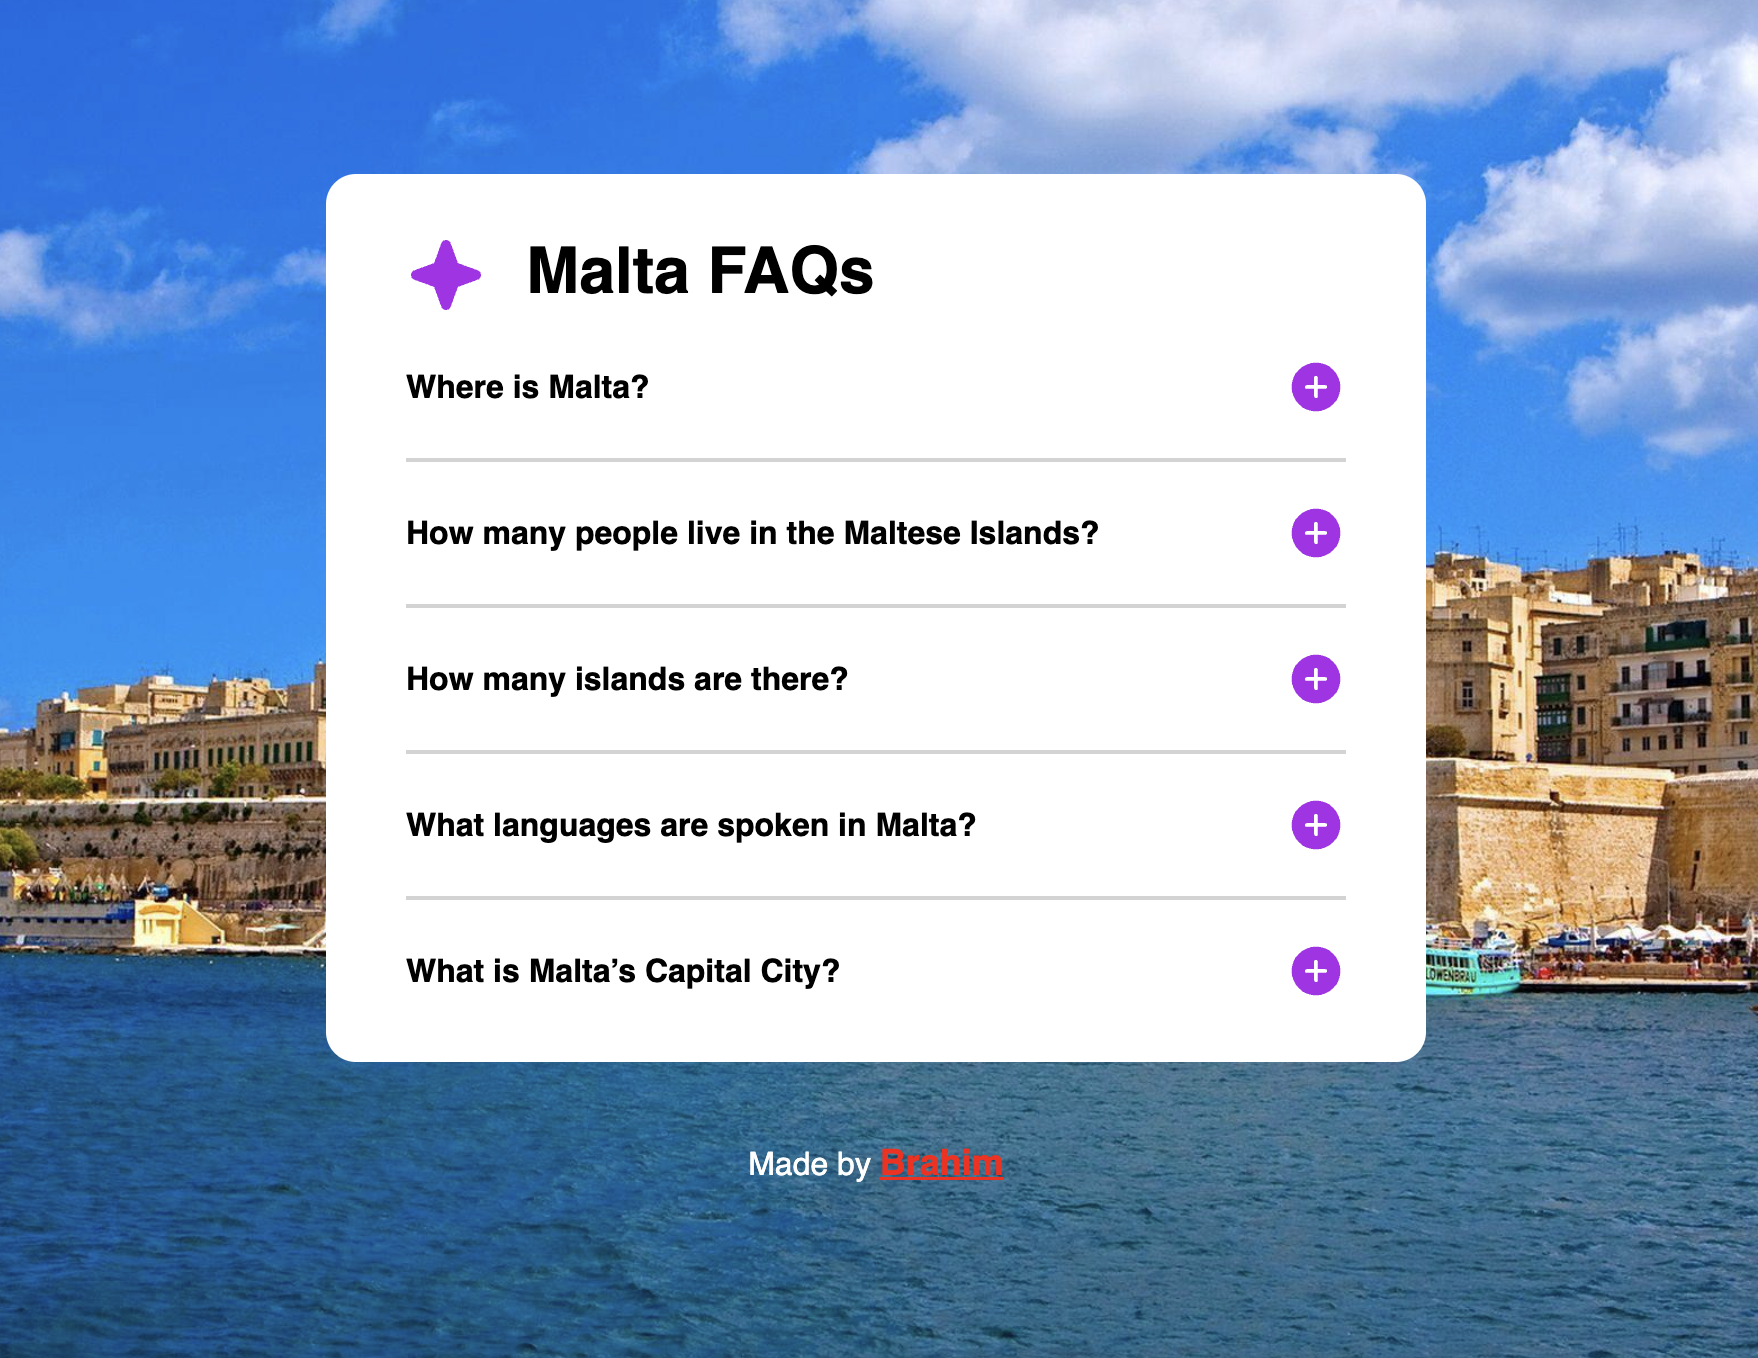 Malta FAQs
Where is Malta?
How many people live in the Maltese Islands?
How many islands are there?
What languages are spoken in Malta?
What is Malta’s Capital City?
LOWENBRAU
Made by Brahim